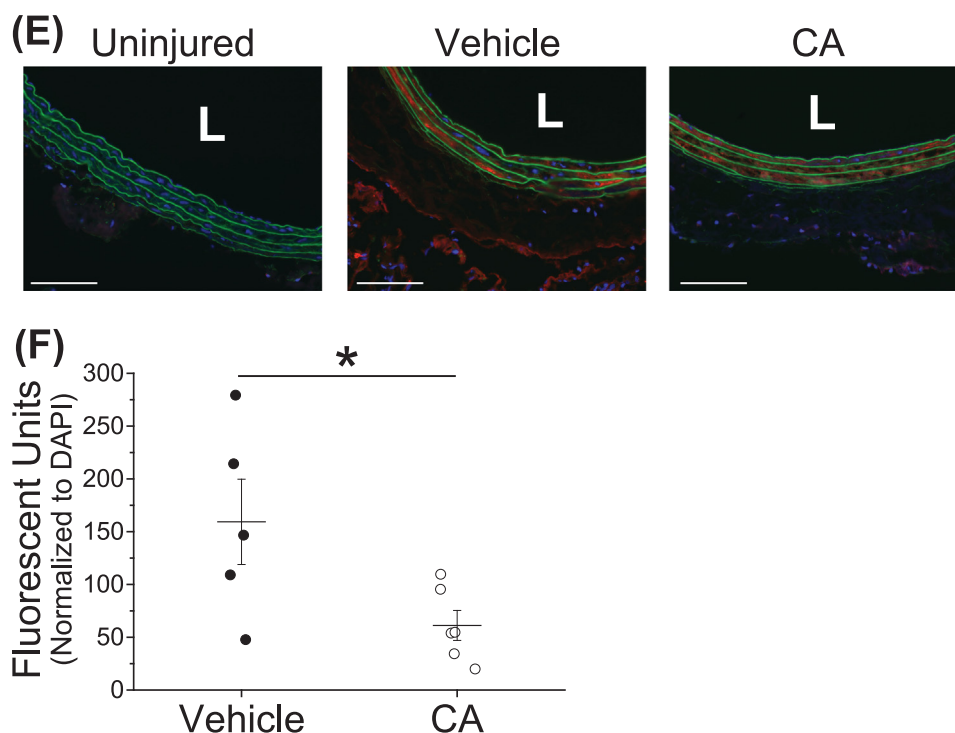 (E)
Uninjured Vehicle CA
L L L
(F)
*
Fluorescent Units
(Normalized to DAPI)
300
250
200
150
100
50
0
Vehicle CA